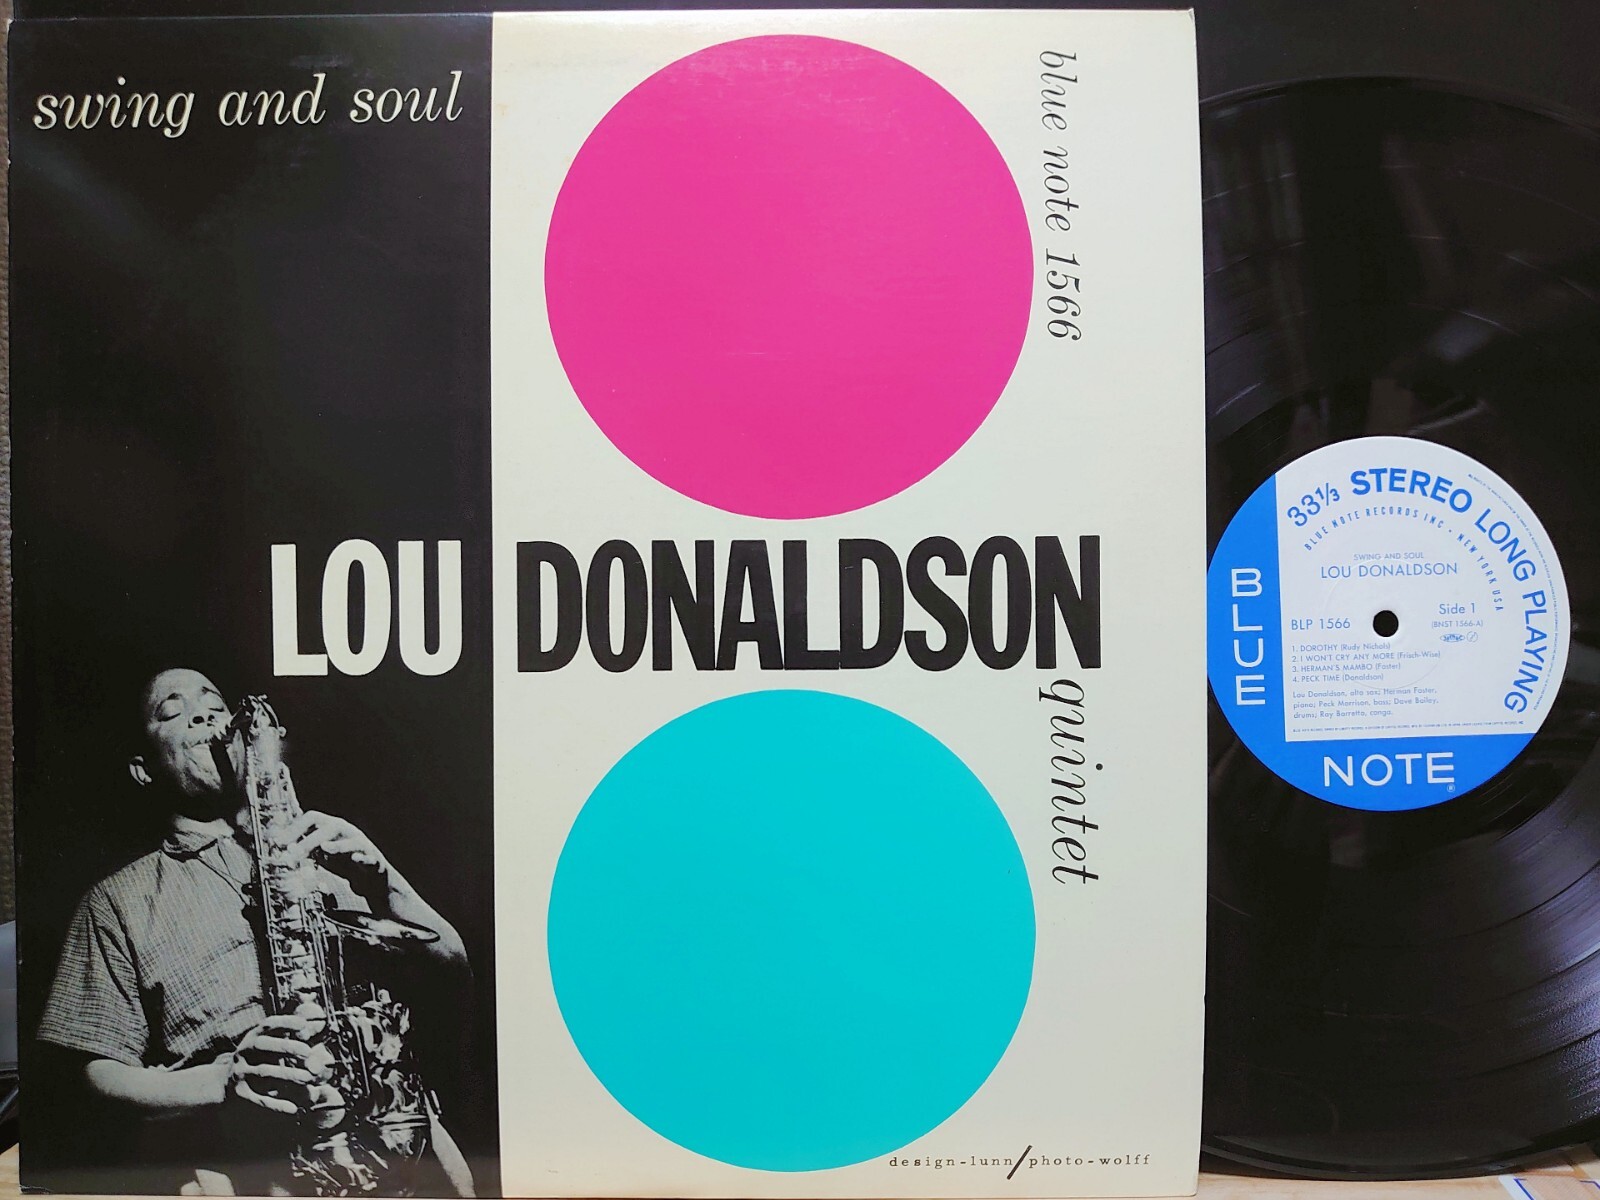 swing and soul
blue note 1566
LOU DONALDSON
quintet
design-lunn/photo-wolff
33 1/3 STEREO LONG PLAYING
BLUE NOTE RECORDS INC · NEW YORK USA
SWING AND SOUL
LOU DONALDSON
BLP 1566
Side 1
(BNST 1566-A)
1. DOROTHY (Rudy Nichols)
2. I WON'T CRY ANY MORE (Frisch-Wise)
3. HERMAN'S MAMBO (Foster)
4. PECK TIME (Donaldson)
Lou Donaldson, alto sax; Herman Foster,
piano; Peck Morrison, bass; Dave Bailey,
drums; Ray Barretto, conga.
BLUE
NOTE